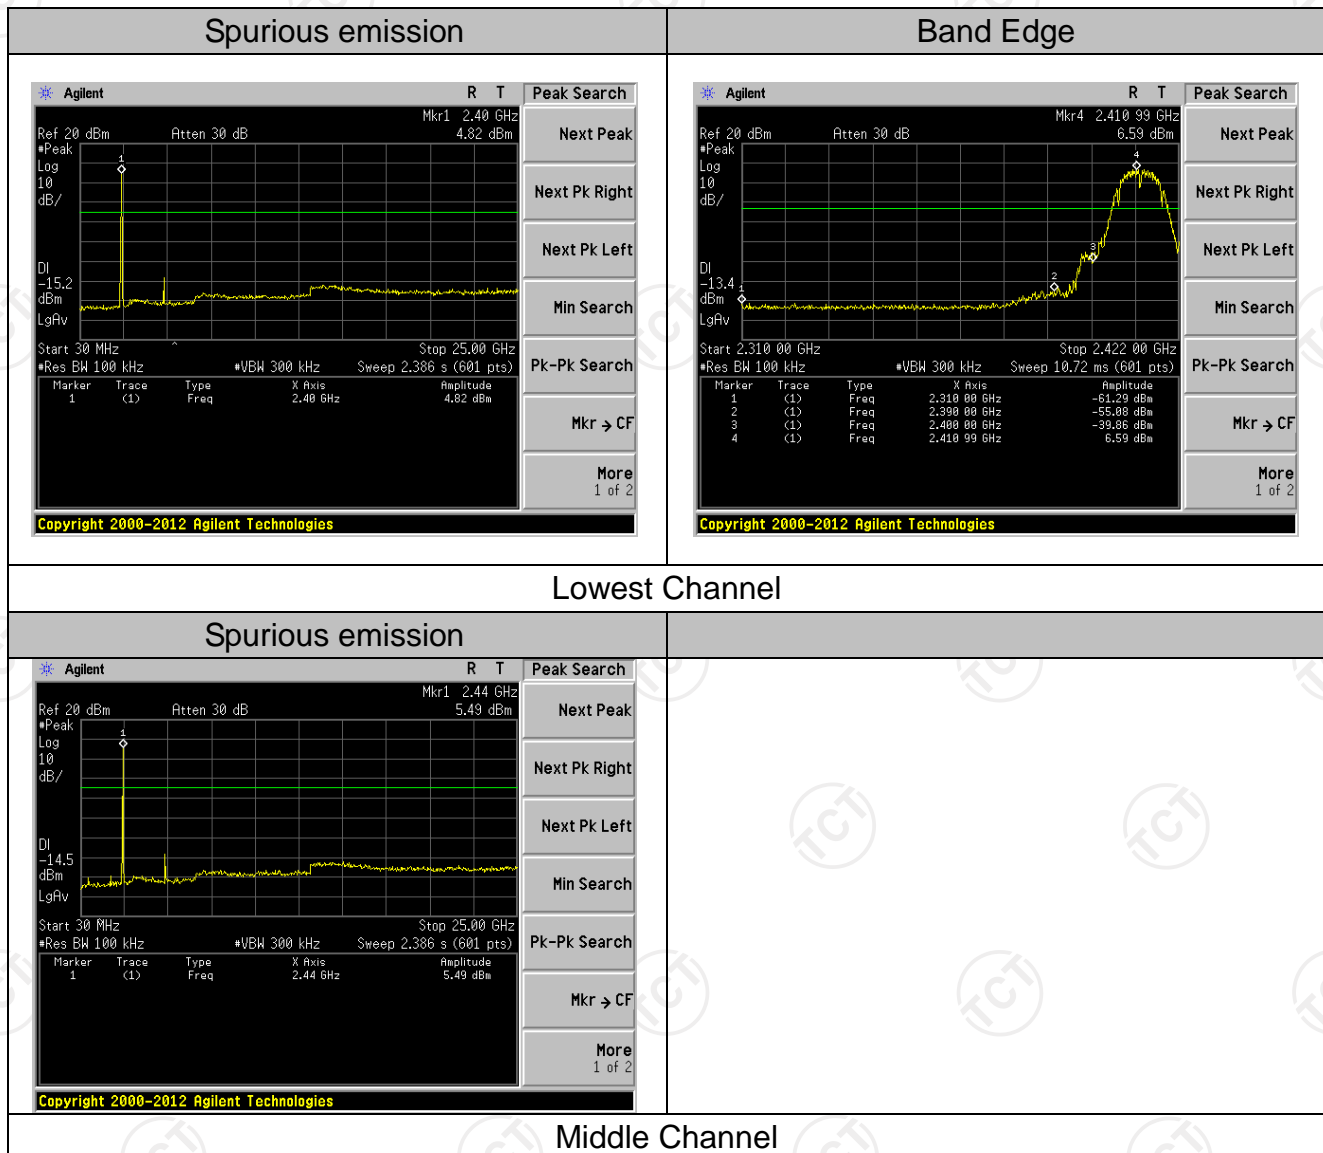 Spurious emission
Band Edge
Agilent R T Peak Search
Mkr1 2.40 GHz
Ref 20 dBm Atten 30 dB 4.82 dBm
#Peak
Log
10
dB/
1
DI
-15.2
dBm
LgAv
Start 30 MHz Stop 25.00 GHz
#Res BW 100 kHz #VBW 300 kHz Sweep 2.386 s (601 pts)
Marker Trace Type X Axis Amplitude
1 (1) Freq 2.40 GHz 4.82 dBm
Next Peak
Next Pk Right
Next Pk Left
Min Search
Pk-Pk Search
Mkr → CF
More
1 of 2
Copyright 2000-2012 Agilent Technologies
Agilent R T Peak Search
Mkr4 2.410 99 GHz
Ref 20 dBm Atten 30 dB 6.59 dBm
#Peak
Log
10
dB/
4
3
2
1
DI
-13.4
dBm
LgAv
Start 2.310 00 GHz Stop 2.422 00 GHz
#Res BW 100 kHz #VBW 300 kHz Sweep 10.72 ms (601 pts)
Marker Trace Type X Axis Amplitude
1 (1) Freq 2.310 00 GHz -61.29 dBm
2 (1) Freq 2.390 00 GHz -55.08 dBm
3 (1) Freq 2.400 00 GHz -39.86 dBm
4 (1) Freq 2.410 99 GHz 6.59 dBm
Next Peak
Next Pk Right
Next Pk Left
Min Search
Pk-Pk Search
Mkr → CF
More
1 of 2
Copyright 2000-2012 Agilent Technologies
Lowest Channel
Spurious emission
Agilent R T Peak Search
Mkr1 2.44 GHz
Ref 20 dBm Atten 30 dB 5.49 dBm
#Peak
Log
10
dB/
1
DI
-14.5
dBm
LgAv
Start 30 MHz Stop 25.00 GHz
#Res BW 100 kHz #VBW 300 kHz Sweep 2.386 s (601 pts)
Marker Trace Type X Axis Amplitude
1 (1) Freq 2.44 GHz 5.49 dBm
Next Peak
Next Pk Right
Next Pk Left
Min Search
Pk-Pk Search
Mkr → CF
More
1 of 2
Copyright 2000-2012 Agilent Technologies
TCT
TCT
TCT
TCT
Middle Channel